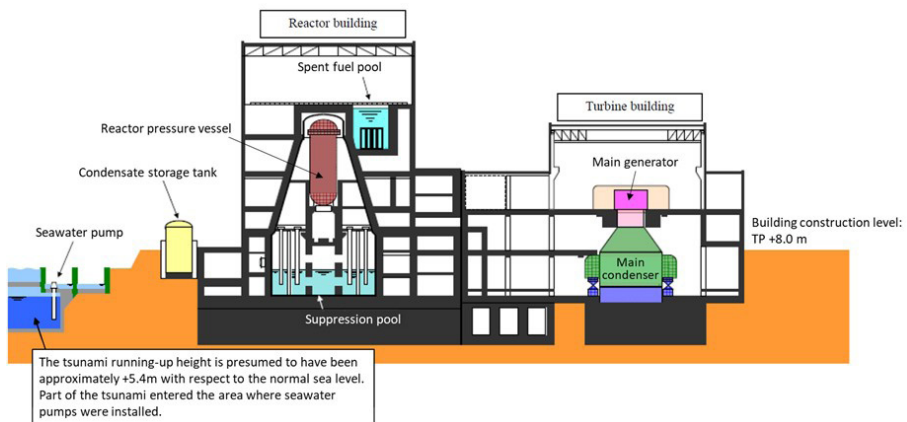 Reactor building
Spent fuel pool
Turbine building
Reactor pressure vessel
Main generator
Condensate storage tank
Building construction level:
TP +8.0 m
Seawater pump
Main
condenser
Suppression pool
The tsunami running-up height is presumed to have been
approximately +5.4m with respect to the normal sea level.
Part of the tsunami entered the area where seawater
pumps were installed.